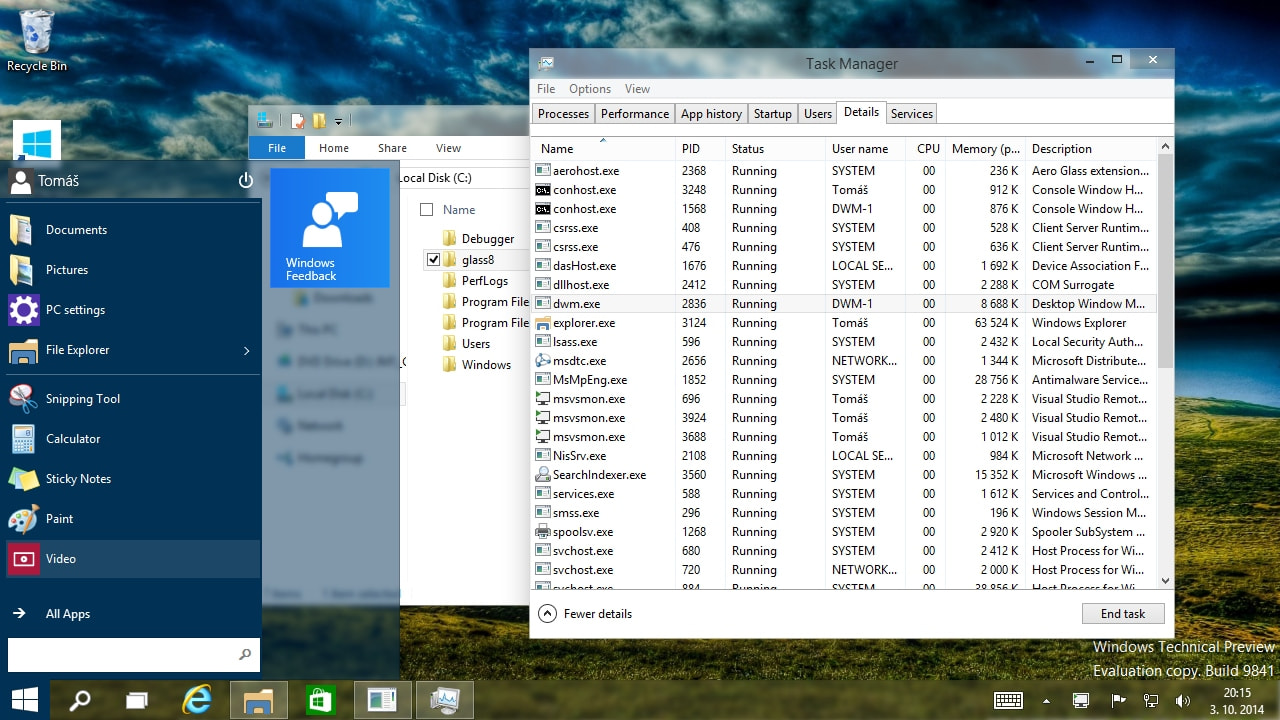 Recycle Bin
Tomáš
Documents
Pictures
PC settings
File Explorer
Snipping Tool
Calculator
Sticky Notes
Paint
Video
All Apps
Windows
Feedback
File Home Share View
Local Disk (C:)
Name
Debugger
glass8
PerfLogs
Program File
Program File
Users
Windows
Downloads
This PC
Local Disk (C:)
Network
Homegroup
Task Manager
File Options View
Processes Performance App history Startup Users Details Services
Name PID Status User name CPU Memory (p... Description
aerohost.exe 2368 Running SYSTEM 00 236 K Aero Glass extension...
conhost.exe 3248 Running Tomáš 00 912 K Console Window H...
conhost.exe 1568 Running DWM-1 00 876 K Console Window H...
csrss.exe 408 Running SYSTEM 00 528 K Client Server Runtim...
csrss.exe 476 Running SYSTEM 00 636 K Client Server Runtim...
dasHost.exe 1676 Running LOCAL SE... 00 1 692 K Device Association F...
dllhost.exe 2412 Running SYSTEM 00 2 288 K COM Surrogate
dwm.exe 2836 Running DWM-1 00 8 688 K Desktop Window M...
explorer.exe 3124 Running Tomáš 00 63 524 K Windows Explorer
lsass.exe 596 Running SYSTEM 00 2 432 K Local Security Auth...
msdtc.exe 2656 Running NETWORK... 00 1 344 K Microsoft Distribute...
MsMpEng.exe 1852 Running SYSTEM 00 28 756 K Antimalware Service...
msvsmon.exe 696 Running Tomáš 00 2 228 K Visual Studio Remot...
msvsmon.exe 3924 Running Tomáš 00 2 480 K Visual Studio Remot...
msvsmon.exe 3688 Running Tomáš 00 1 012 K Visual Studio Remot...
NisSrv.exe 2108 Running LOCAL SE... 00 984 K Microsoft Network ...
SearchIndexer.exe 3560 Running SYSTEM 00 15 352 K Microsoft Windows ...
services.exe 588 Running SYSTEM 00 1 612 K Services and Control...
smss.exe 296 Running SYSTEM 00 196 K Windows Session M...
spoolsv.exe 1268 Running SYSTEM 00 2 920 K Spooler SubSystem ...
svchost.exe 680 Running SYSTEM 00 2 412 K Host Process for Wi...
svchost.exe 720 Running NETWORK... 00 2 000 K Host Process for Wi...
svchost.exe 884 Running SYSTEM 00 38 856 K Host Process for Wi...
Fewer details
End task
Windows Technical Preview
Evaluation copy. Build 9841
20:15
3. 10. 2014